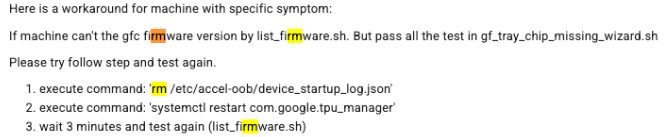 Here is a workaround for machine with specific symptom:
If machine can't the gfc firmware version by list_firmware.sh. But pass all the test in gf_tray_chip_missing_wizard.sh
Please try follow step and test again.
1. execute command: 'rm /etc/accel-oob/device_startup_log.json'
2. execute command: 'systemctl restart com.google.tpu_manager'
3. wait 3 minutes and test again (list_firmware.sh)